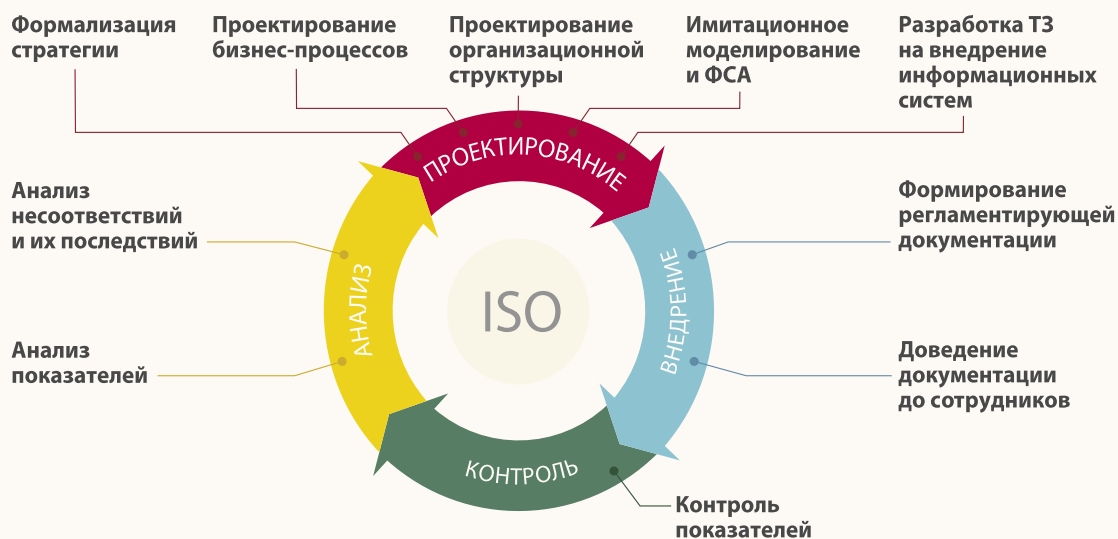 Формализация
стратегии
Проектирование
бизнес-процессов
Проектирование
организационной
структуры
Имитационное
моделирование
и ФСА
Разработка ТЗ
на внедрение
информационных
систем
ПРОЕКТИРОВАНИЕ
Анализ
несоответствий
и их последствий
Формирование
регламентирующей
документации
АНАЛИЗ
ISO
ВНЕДРЕНИЕ
Анализ
показателей
Доведение
документации
до сотрудников
КОНТРОЛЬ
Контроль
показателей